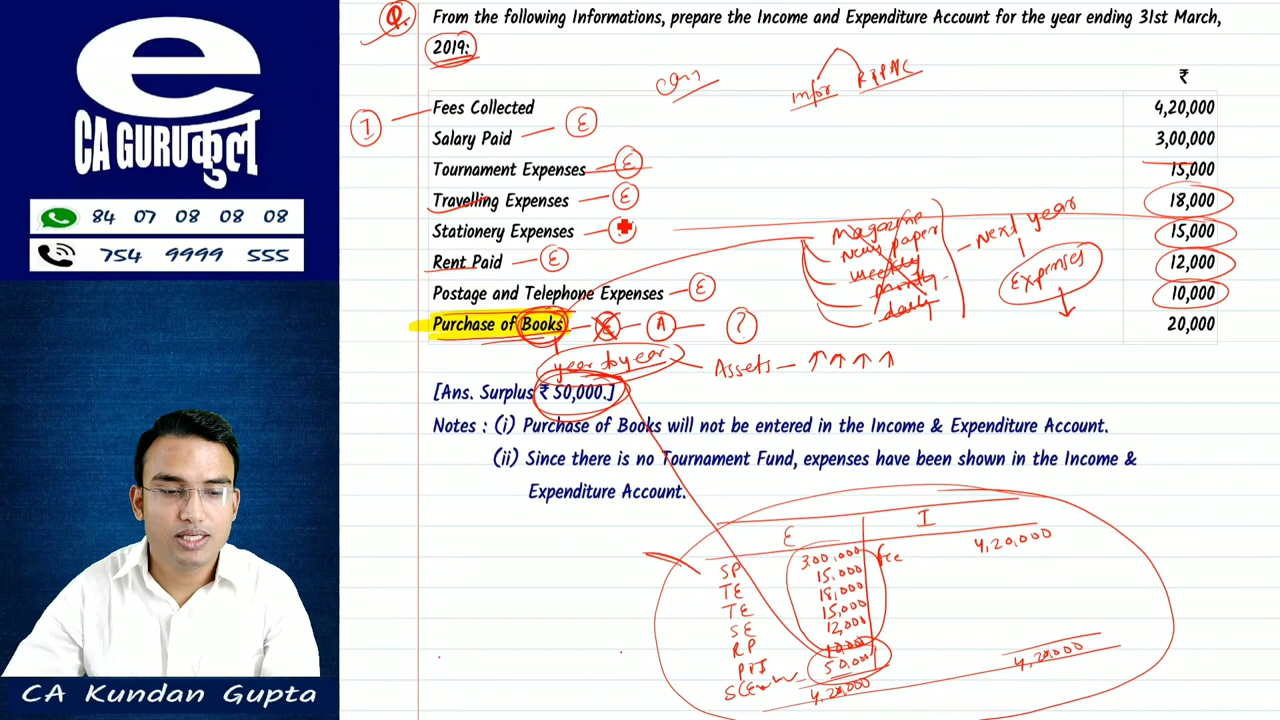 e
CA GURUकुल
84 07 08 08 08
754 9999 555
CA Kundan Gupta
Q. From the following Informations, prepare the Income and Expenditure Account for the year ending 31st March,
2019:
infor R&P A/C
₹
I Fees Collected 4,20,000
Salary Paid E 3,00,000
Tournament Expenses E 15,000
Travelling Expenses E 18,000
Stationery Expenses 15,000
Rent Paid E 12,000
Postage and Telephone Expenses E 10,000
Purchase of Books E A ? 20,000
Magazine
News paper
weekly
monthly
daily
Next year
Expenses
year to year Assets
[Ans. Surplus ₹ 50,000.]
Notes : (i) Purchase of Books will not be entered in the Income & Expenditure Account.
(ii) Since there is no Tournament Fund, expenses have been shown in the Income &
Expenditure Account.
E I
SP 300,000 fee 4,20,000
TE 15,000
TE 18,000
SE 15,000
RP 12,000
10,000
50,000
4,20,000 4,20,000